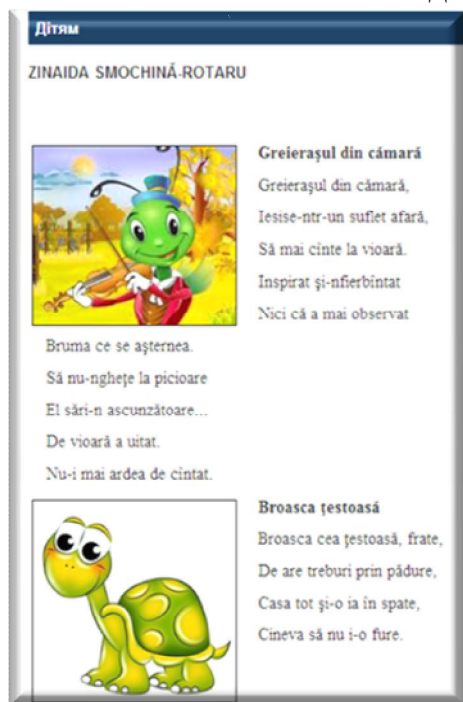 Дітям
ZINAIDA SMOCHINĂ-ROTARU
Greieraşul din cămară
Greieraşul din cămară,
Iesise-ntr-un suflet afară,
Să mai cînte la vioară.
Inspirat şi-nfierbîntat
Nici că a mai observat
Bruma ce se aşternea.
Să nu-ngheţe la picioare
El sări-n ascunzătoare...
De vioară a uitat.
Nu-i mai ardea de cîntat.
Broasca ţestoasă
Broasca cea ţestoasă, frate,
De are treburi prin pădure,
Casa tot şi-o ia în spate,
Cineva să nu i-o fure.